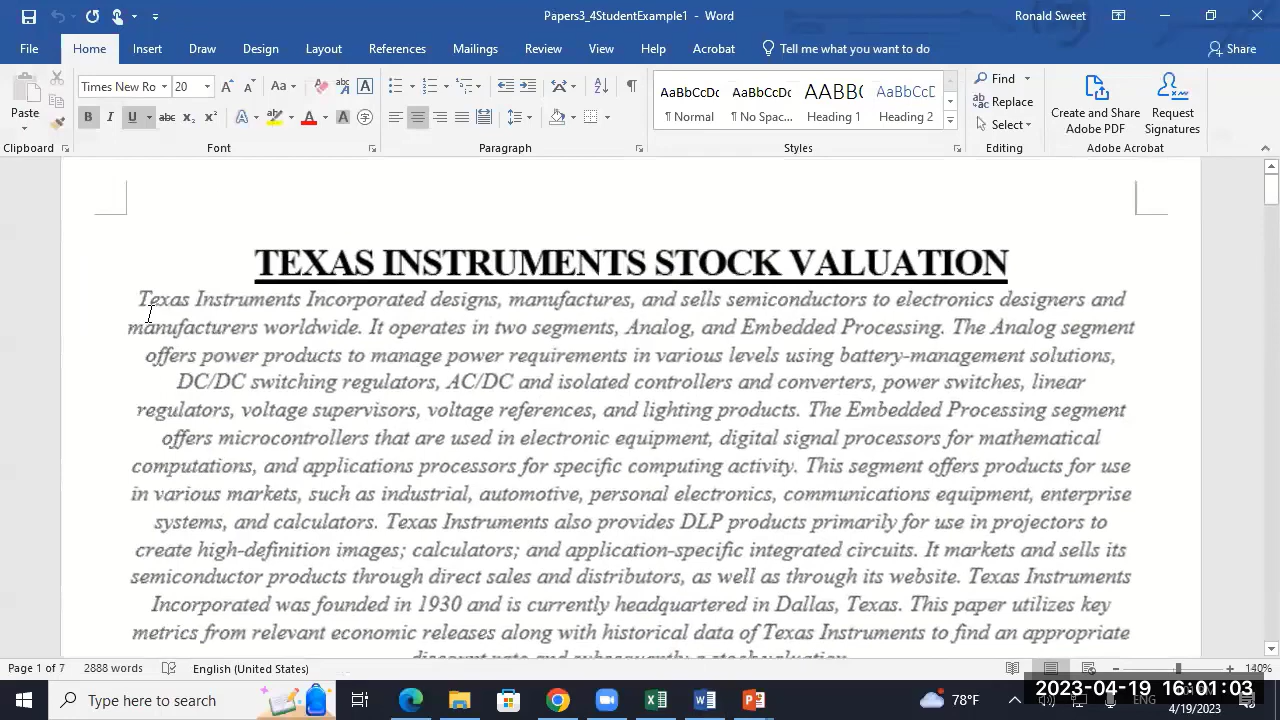 Papers3_4StudentExample1 - Word
Ronald Sweet
File Home Insert Draw Design Layout References Mailings Review View Help Acrobat Tell me what you want to do Share
Paste
Clipboard
Times New Ro 20
Aa
B I U abc x₂ x²
Font
Paragraph
AaBbCcDc AaBbCcDc AABB( AaBbCcD
¶ Normal ¶ No Spac... Heading 1 Heading 2
Styles
Find
Replace
Select
Editing
Create and Share
Adobe PDF
Request
Signatures
Adobe Acrobat
TEXAS INSTRUMENTS STOCK VALUATION
Texas Instruments Incorporated designs, manufactures, and sells semiconductors to electronics designers and
manufacturers worldwide. It operates in two segments, Analog, and Embedded Processing. The Analog segment
offers power products to manage power requirements in various levels using battery-management solutions,
DC/DC switching regulators, AC/DC and isolated controllers and converters, power switches, linear
regulators, voltage supervisors, voltage references, and lighting products. The Embedded Processing segment
offers microcontrollers that are used in electronic equipment, digital signal processors for mathematical
computations, and applications processors for specific computing activity. This segment offers products for use
in various markets, such as industrial, automotive, personal electronics, communications equipment, enterprise
systems, and calculators. Texas Instruments also provides DLP products primarily for use in projectors to
create high-definition images; calculators; and application-specific integrated circuits. It markets and sells its
semiconductor products through direct sales and distributors, as well as through its website. Texas Instruments
Incorporated was founded in 1930 and is currently headquartered in Dallas, Texas. This paper utilizes key
metrics from relevant economic releases along with historical data of Texas Instruments to find an appropriate
discount rate and subsequently a stock valuation.
Page 1 of 7 2888 words English (United States) 140%
Type here to search
78°F
ENG
2023-04-19 16:01:03
4/19/2023